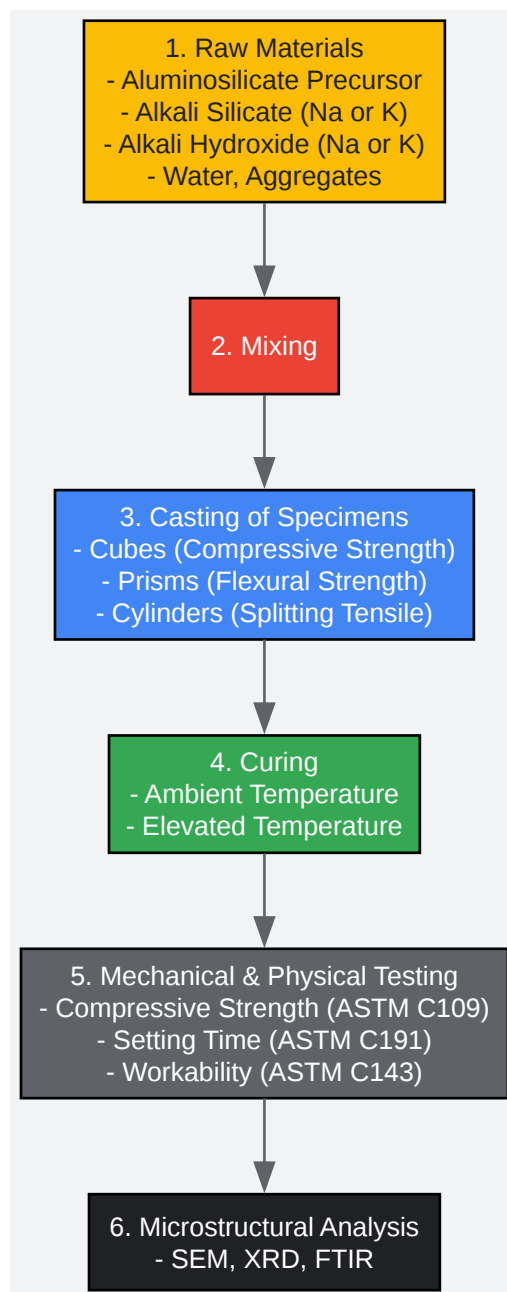 1. Raw Materials
- Aluminosilicate Precursor
- Alkali Silicate (Na or K)
- Alkali Hydroxide (Na or K)
- Water, Aggregates
2. Mixing
3. Casting of Specimens
- Cubes (Compressive Strength)
- Prisms (Flexural Strength)
- Cylinders (Splitting Tensile)
4. Curing
- Ambient Temperature
- Elevated Temperature
5. Mechanical & Physical Testing
- Compressive Strength (ASTM C109)
- Setting Time (ASTM C191)
- Workability (ASTM C143)
6. Microstructural Analysis
- SEM, XRD, FTIR